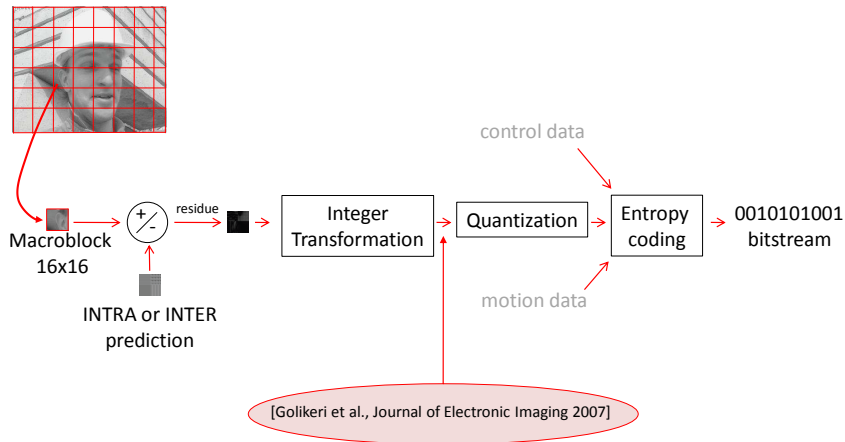 control data
residue
+
-
Integer
Transformation
Quantization
Entropy
coding
0010101001
bitstream
Macroblock
16x16
INTRA or INTER
prediction
motion data
[Golikeri et al., Journal of Electronic Imaging 2007]